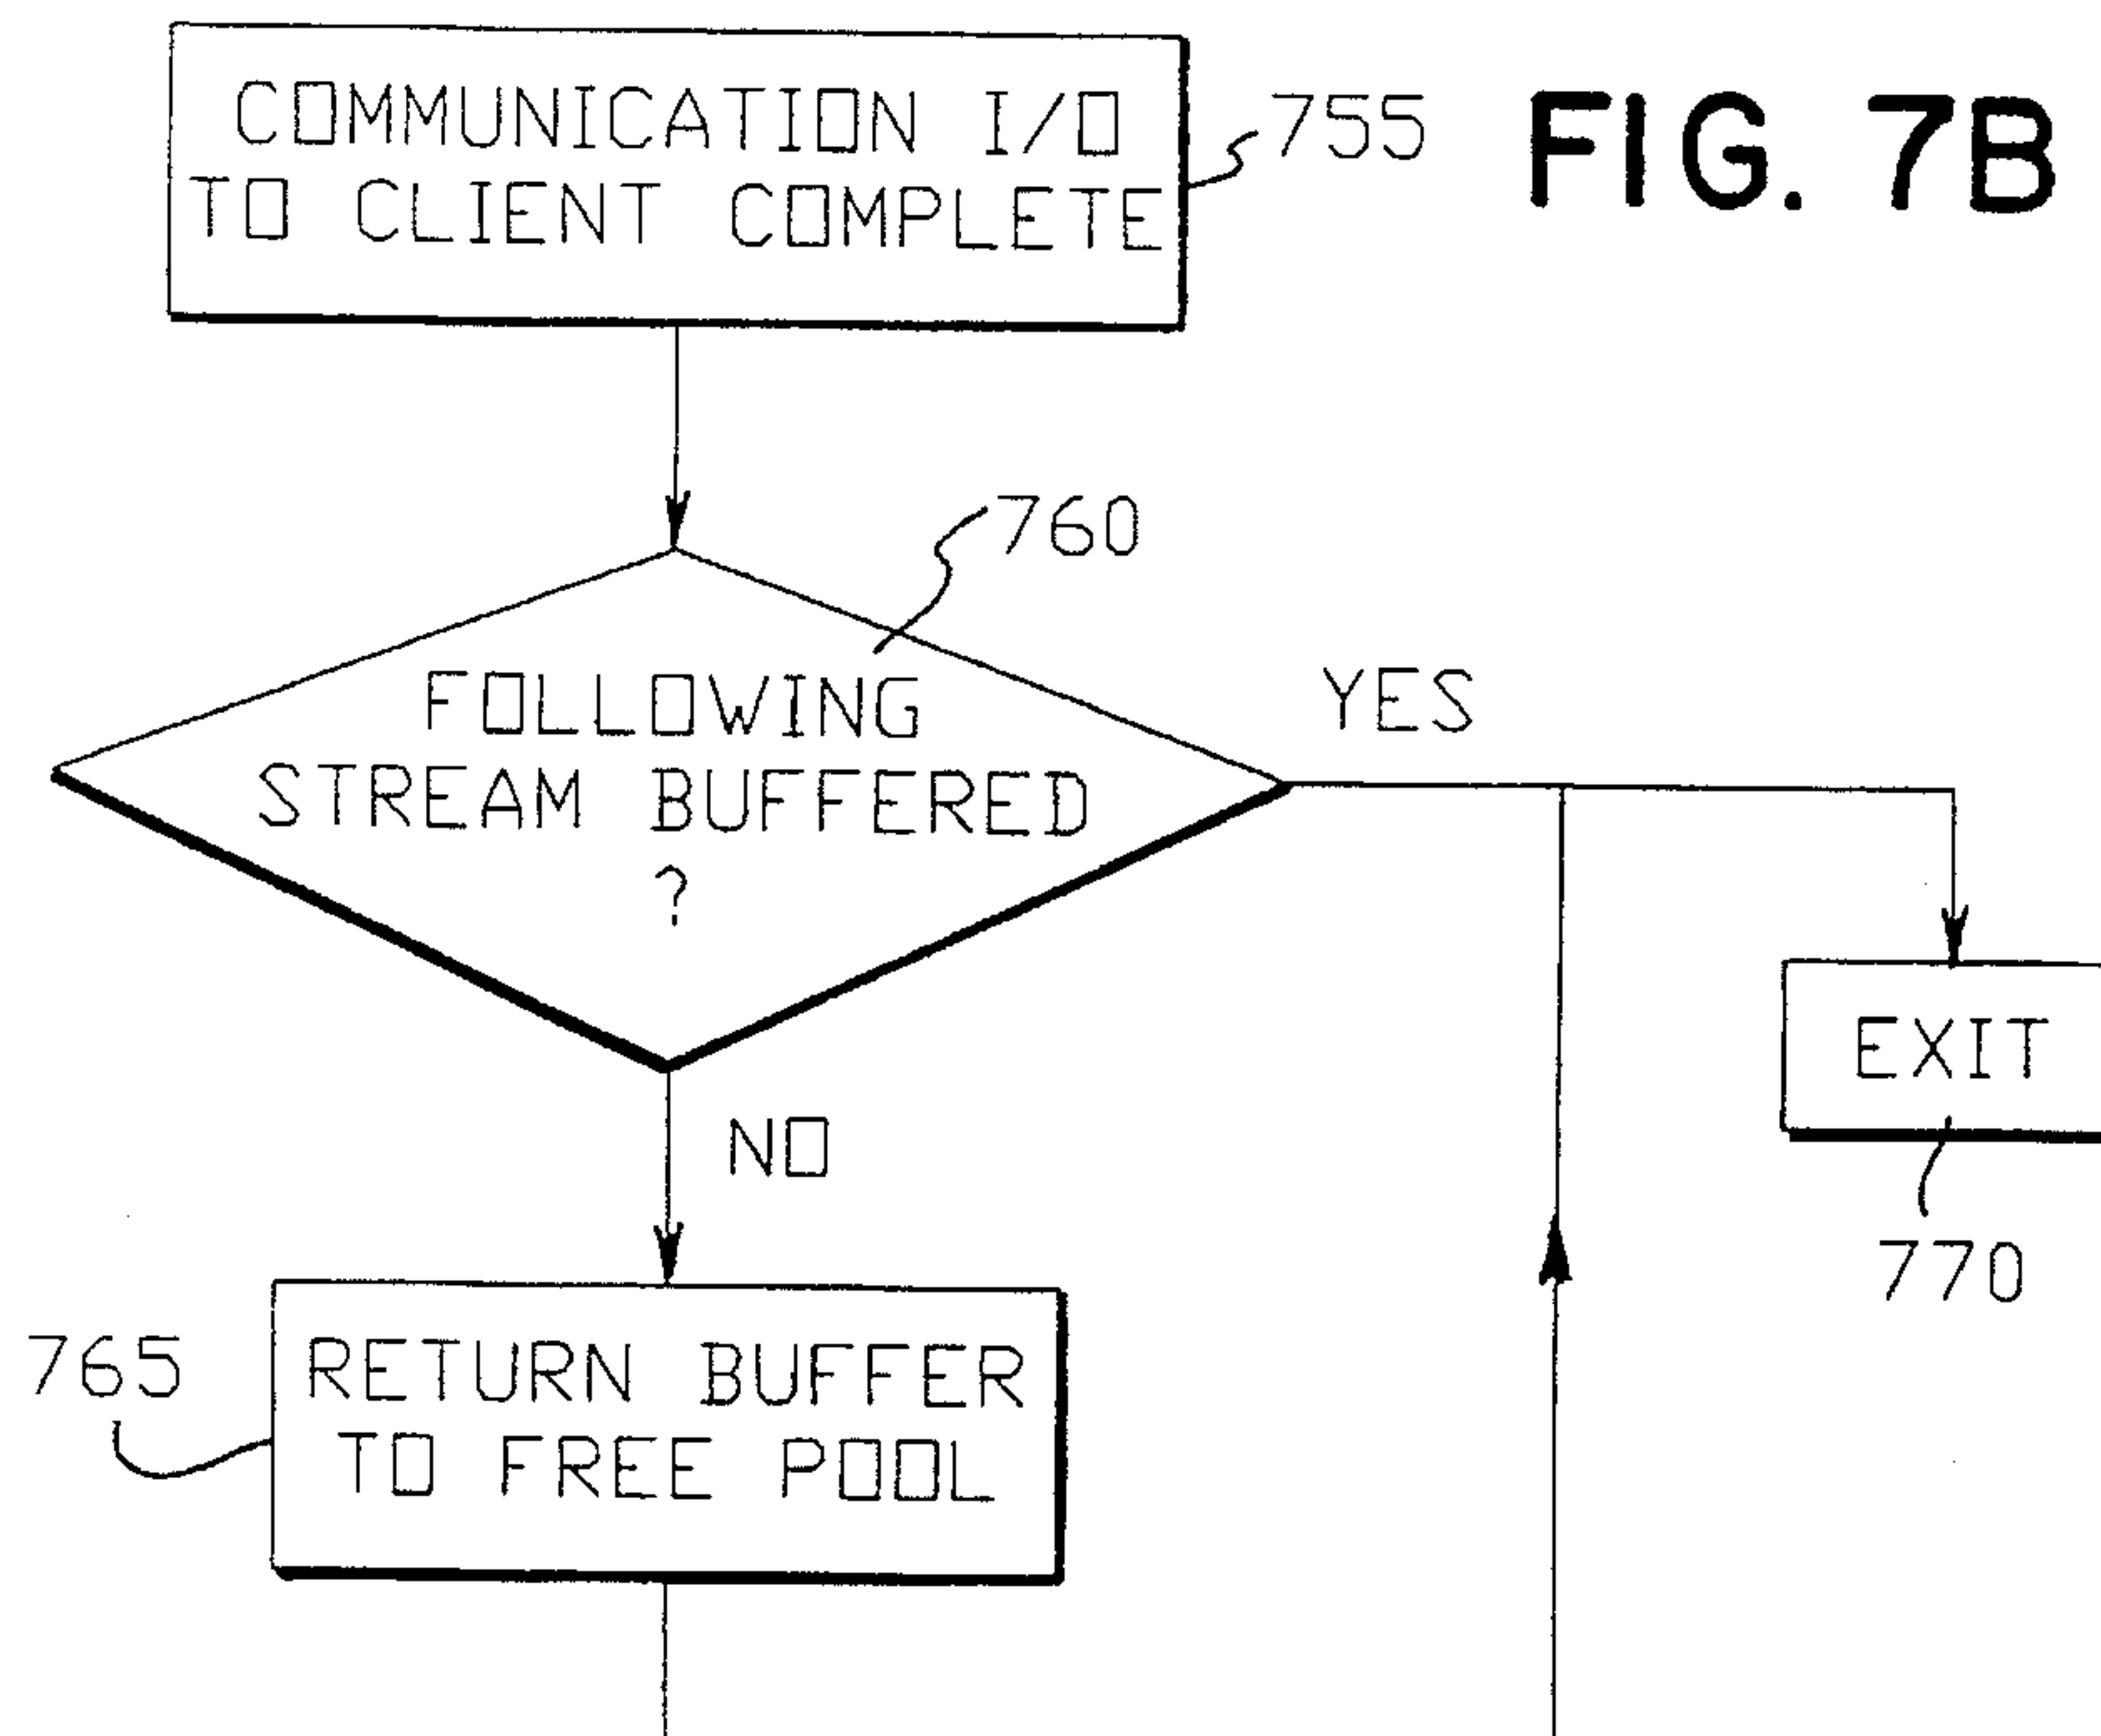 COMMUNICATION I/O
TO CLIENT COMPLETE
755
FIG. 7B
760
FOLLOWING
STREAM BUFFERED
?
YES
EXIT
770
NO
765
RETURN BUFFER
TO FREE POOL